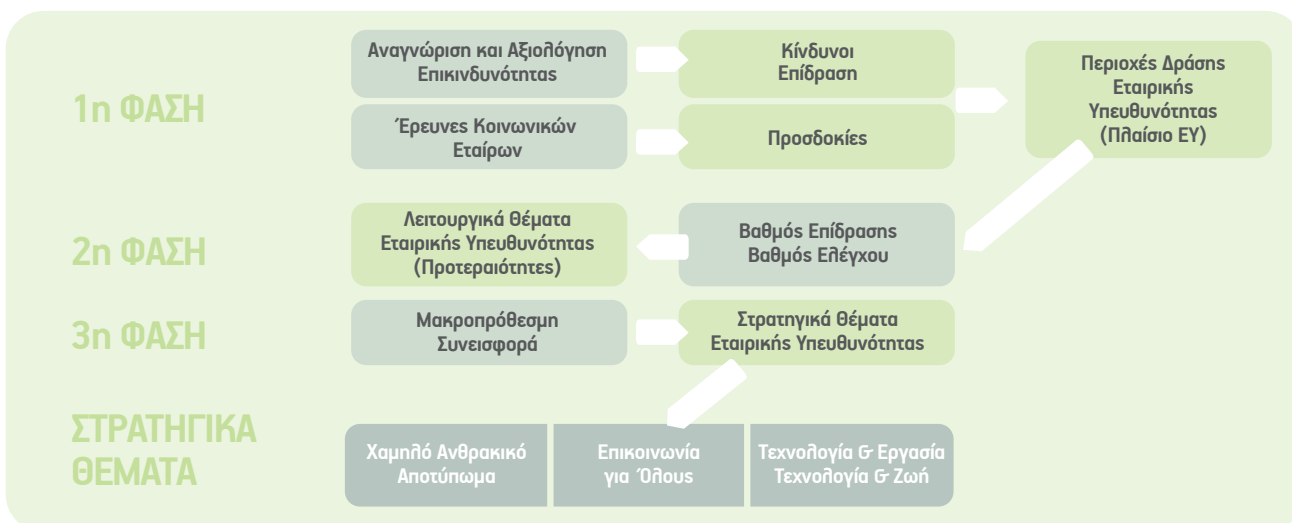 1η ΦΑΣΗ
Αναγνώριση και Αξιολόγηση
Επικινδυνότητας
Κίνδυνοι
Επίδραση
Περιοχές Δράσης
Εταιρικής
Υπευθυνότητας
(Πλαίσιο ΕΥ)
Έρευνες Κοινωνικών
Εταίρων
Προσδοκίες
2η ΦΑΣΗ
Λειτουργικά Θέματα
Εταιρικής Υπευθυνότητας
(Προτεραιότητες)
Βαθμός Επίδρασης
Βαθμός Ελέγχου
3η ΦΑΣΗ
Μακροπρόθεσμη
Συνεισφορά
Στρατηγικά Θέματα
Εταιρικής Υπευθυνότητας
ΣΤΡΑΤΗΓΙΚΑ
ΘΕΜΑΤΑ
Χαμηλό Ανθρακικό
Αποτύπωμα
Επικοινωνία
για Όλους
Τεχνολογία & Εργασία
Τεχνολογία & Ζωή